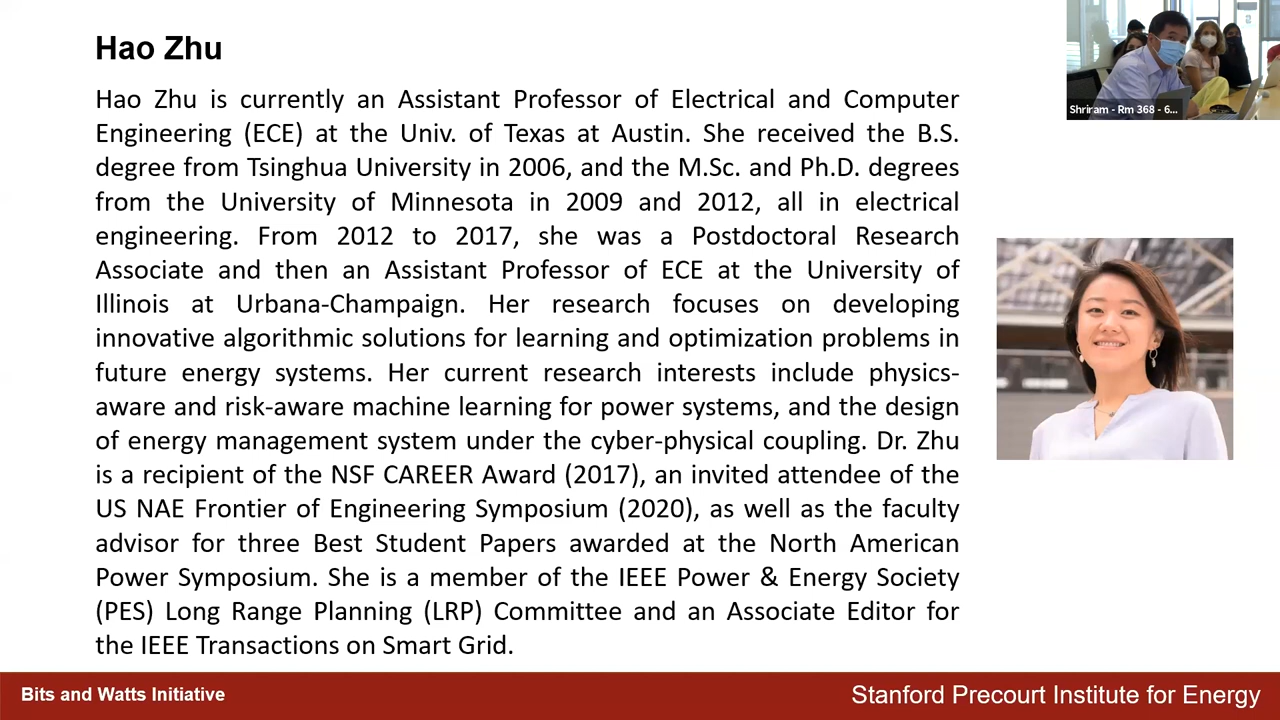 Hao Zhu
Hao Zhu is currently an Assistant Professor of Electrical and Computer
Engineering (ECE) at the Univ. of Texas at Austin. She received the B.S.
degree from Tsinghua University in 2006, and the M.Sc. and Ph.D. degrees
from the University of Minnesota in 2009 and 2012, all in electrical
engineering. From 2012 to 2017, she was a Postdoctoral Research
Associate and then an Assistant Professor of ECE at the University of
Illinois at Urbana-Champaign. Her research focuses on developing
innovative algorithmic solutions for learning and optimization problems in
future energy systems. Her current research interests include physics-
aware and risk-aware machine learning for power systems, and the design
of energy management system under the cyber-physical coupling. Dr. Zhu
is a recipient of the NSF CAREER Award (2017), an invited attendee of the
US NAE Frontier of Engineering Symposium (2020), as well as the faculty
advisor for three Best Student Papers awarded at the North American
Power Symposium. She is a member of the IEEE Power & Energy Society
(PES) Long Range Planning (LRP) Committee and an Associate Editor for
the IEEE Transactions on Smart Grid.
Shriram - Rm 368 - 6...
Bits and Watts Initiative
Stanford Precourt Institute for Energy